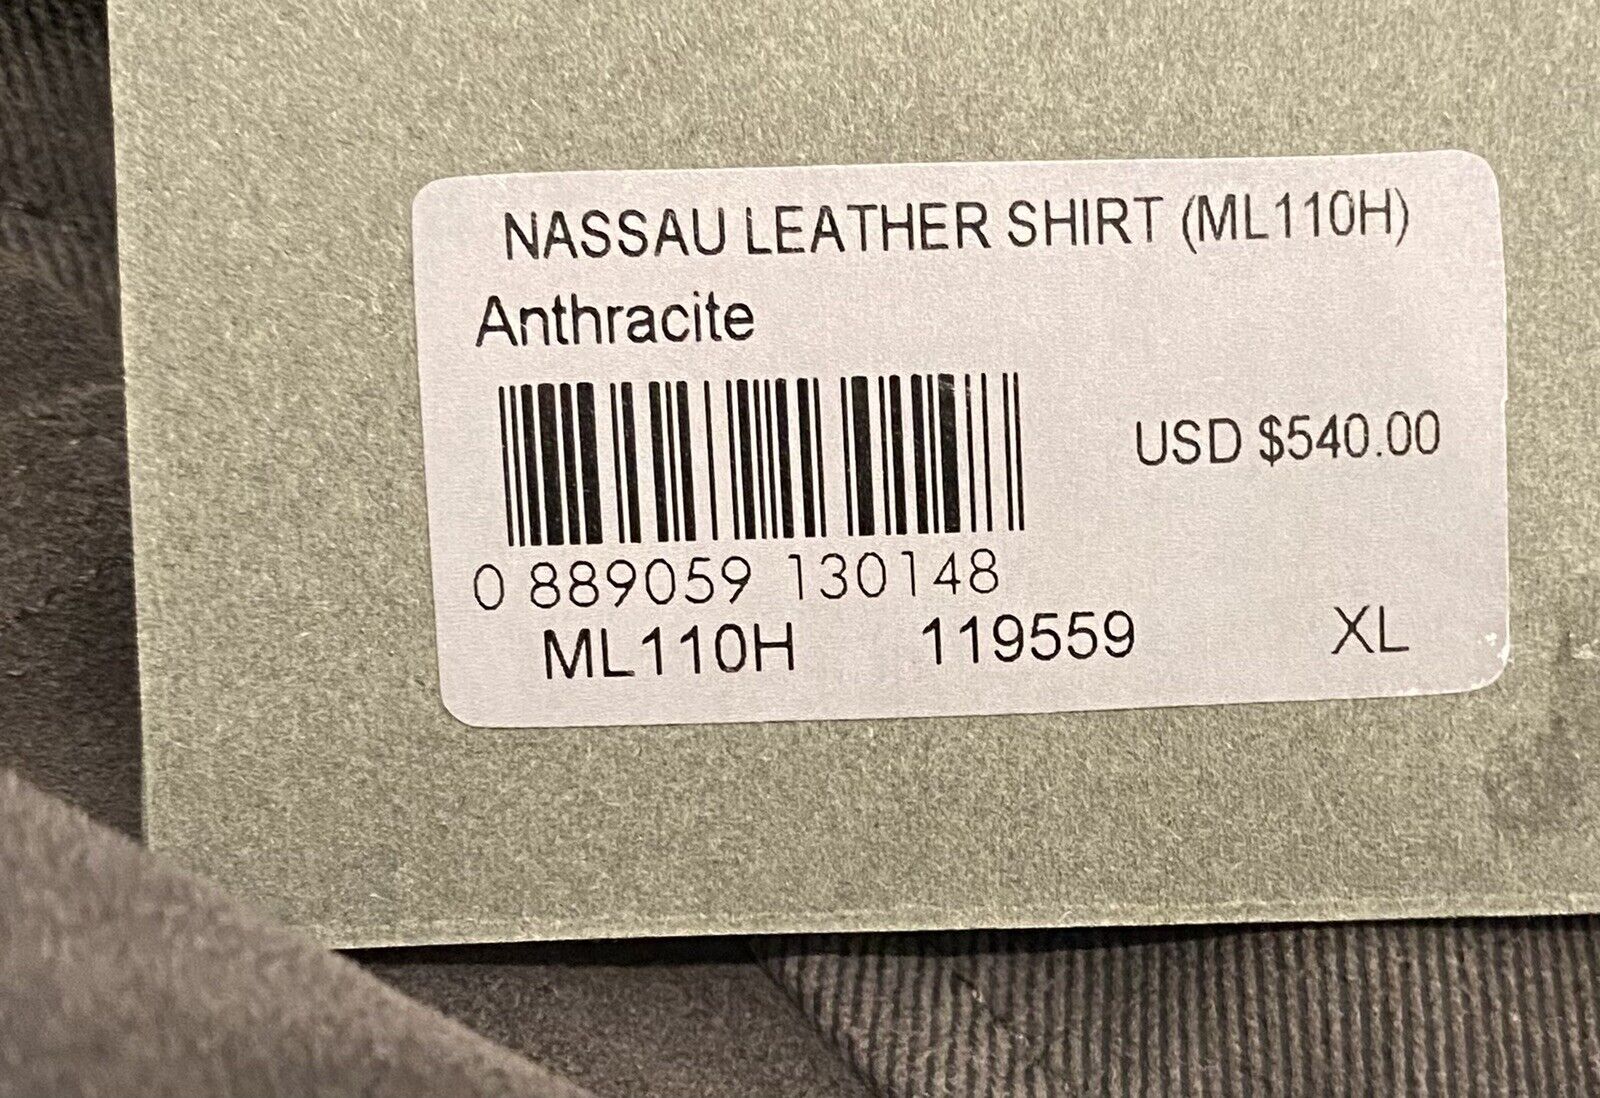 NASSAU LEATHER SHIRT (ML110H)
Anthracite
USD $540.00
0 889059 130148
ML110H 119559 XL